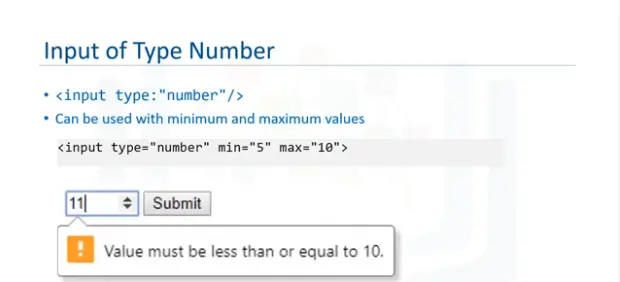 Input of Type Number
• <input type:"number"/>
• Can be used with minimum and maximum values
<input type="number" min="5" max="10">
11 Submit
! Value must be less than or equal to 10.